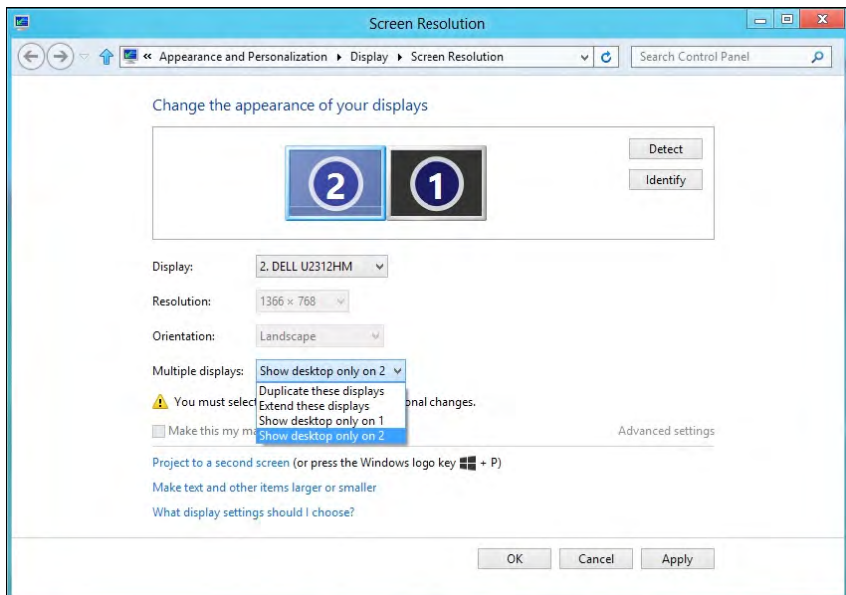 Screen Resolution
« Appearance and Personalization ▸ Display ▸ Screen Resolution
Search Control Panel
Change the appearance of your displays
2
1
Detect
Identify
Display: 2. DELL U2312HM
Resolution: 1366 × 768
Orientation: Landscape
Multiple displays: Show desktop only on 2
Duplicate these displays
You must select
Extend these displays
onal changes.
Show desktop only on 1
Make this my
Show desktop only on 2
Advanced settings
Project to a second screen (or press the Windows logo key + P)
Make text and other items larger or smaller
What display settings should I choose?
OK Cancel Apply